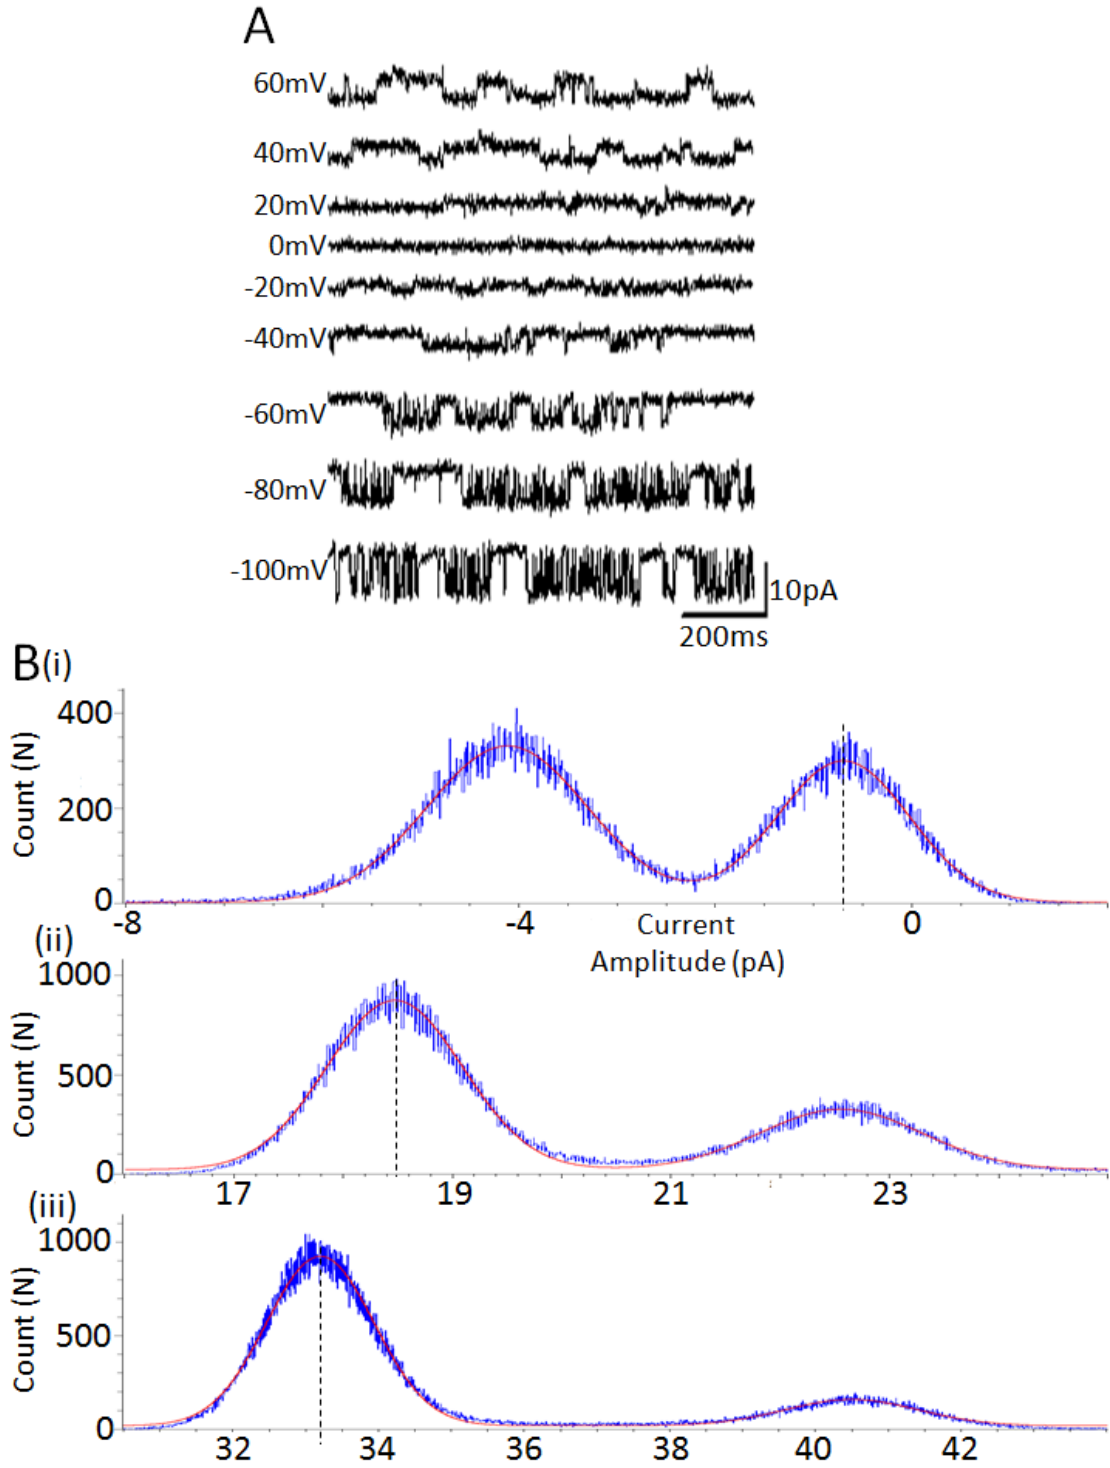 A
60mV
40mV
20mV
0mV
-20mV
-40mV
-60mV
-80mV
-100mV
10pA
200ms
B(i)
400
200
0
Count (N)
-8 -4 0
Current
Amplitude (pA)
(ii)
1000
500
0
Count (N)
17 19 21 23
(iii)
1000
500
0
Count (N)
32 34 36 38 40 42